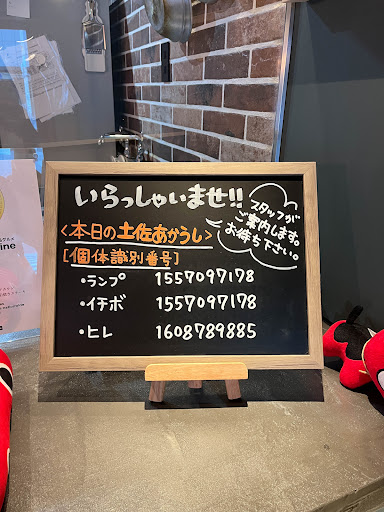 いらっしゃいませ!!
スタッフが
ご案内します。
お待ち下さい。
<本日の土佐あかうし>
[個体識別番号]
・ランプ 1557097178
・イチボ 1557097178
・ヒレ 1608789885